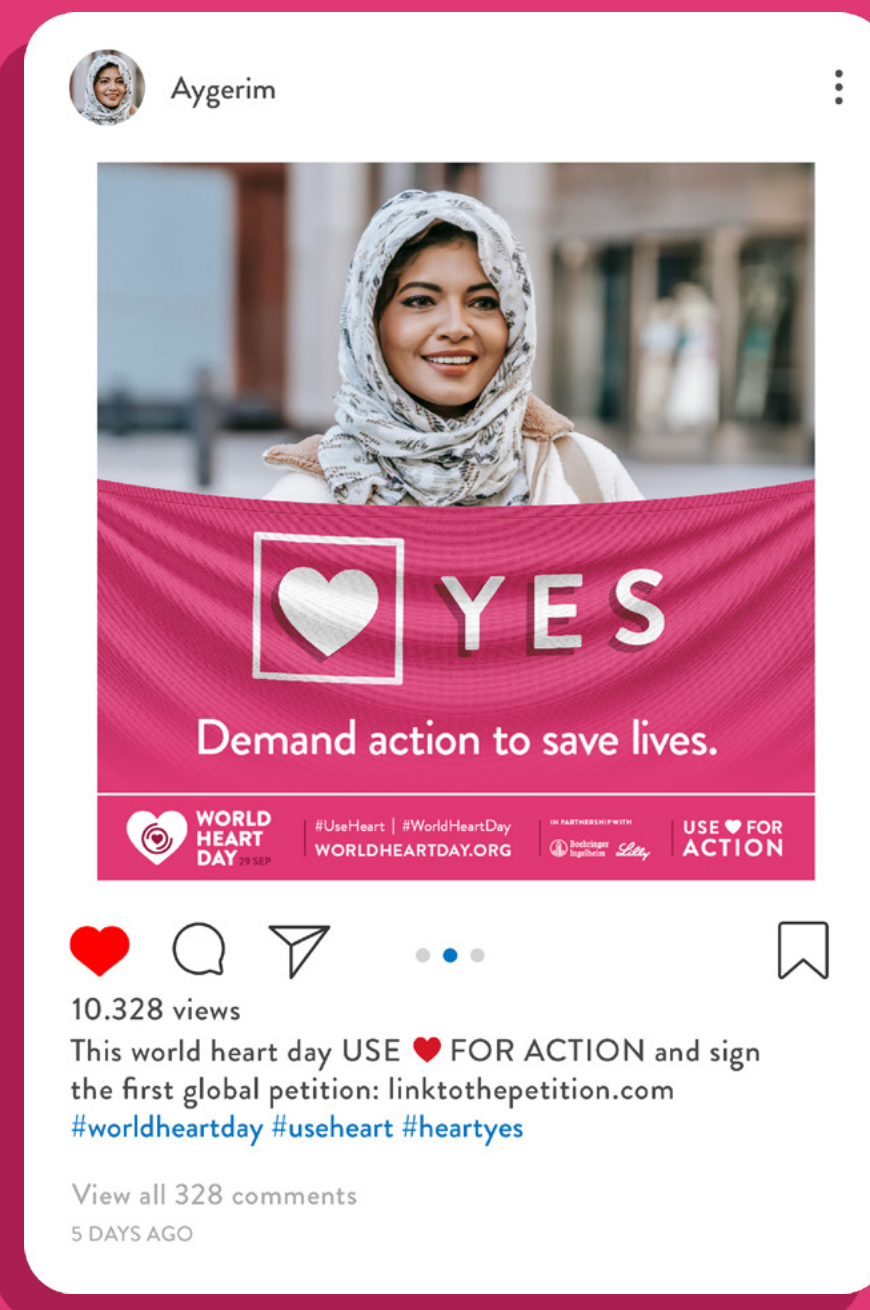 Aygerim
YES
Demand action to save lives.
WORLD
HEART
DAY 29 SEP
#UseHeart | #WorldHeartDay
WORLDHEARTDAY.ORG
IN PARTNERSHIP WITH
Boehringer
Ingelheim
Lilly
USE ♥ FOR
ACTION
10.328 views
This world heart day USE ♥ FOR ACTION and sign
the first global petition: linktothepetition.com
#worldheartday #useheart #heartyes
View all 328 comments
5 DAYS AGO